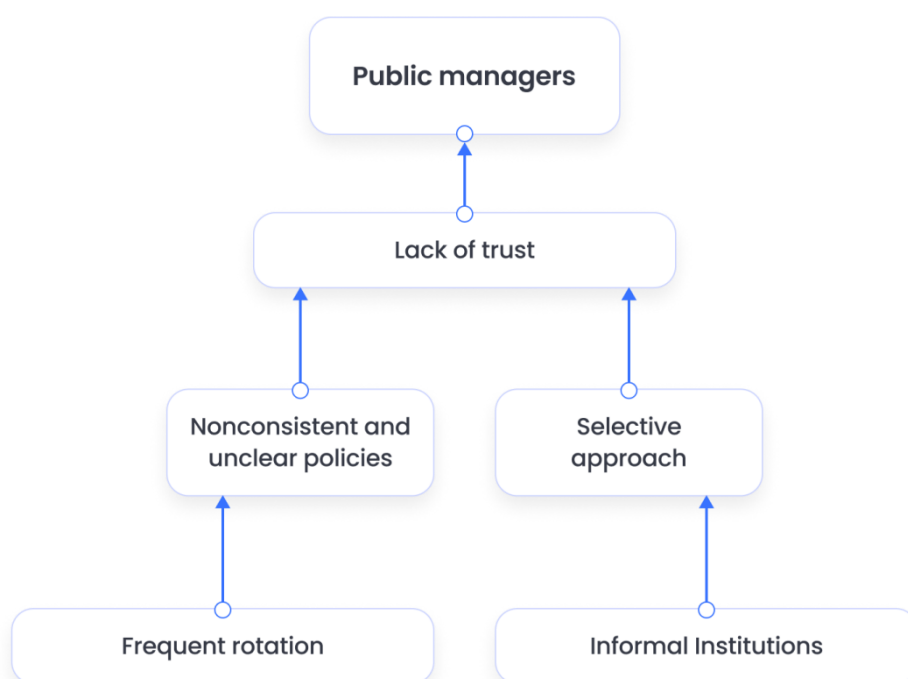 Public managers
Lack of trust
Nonconsistent and
unclear policies
Selective
approach
Frequent rotation
Informal Institutions